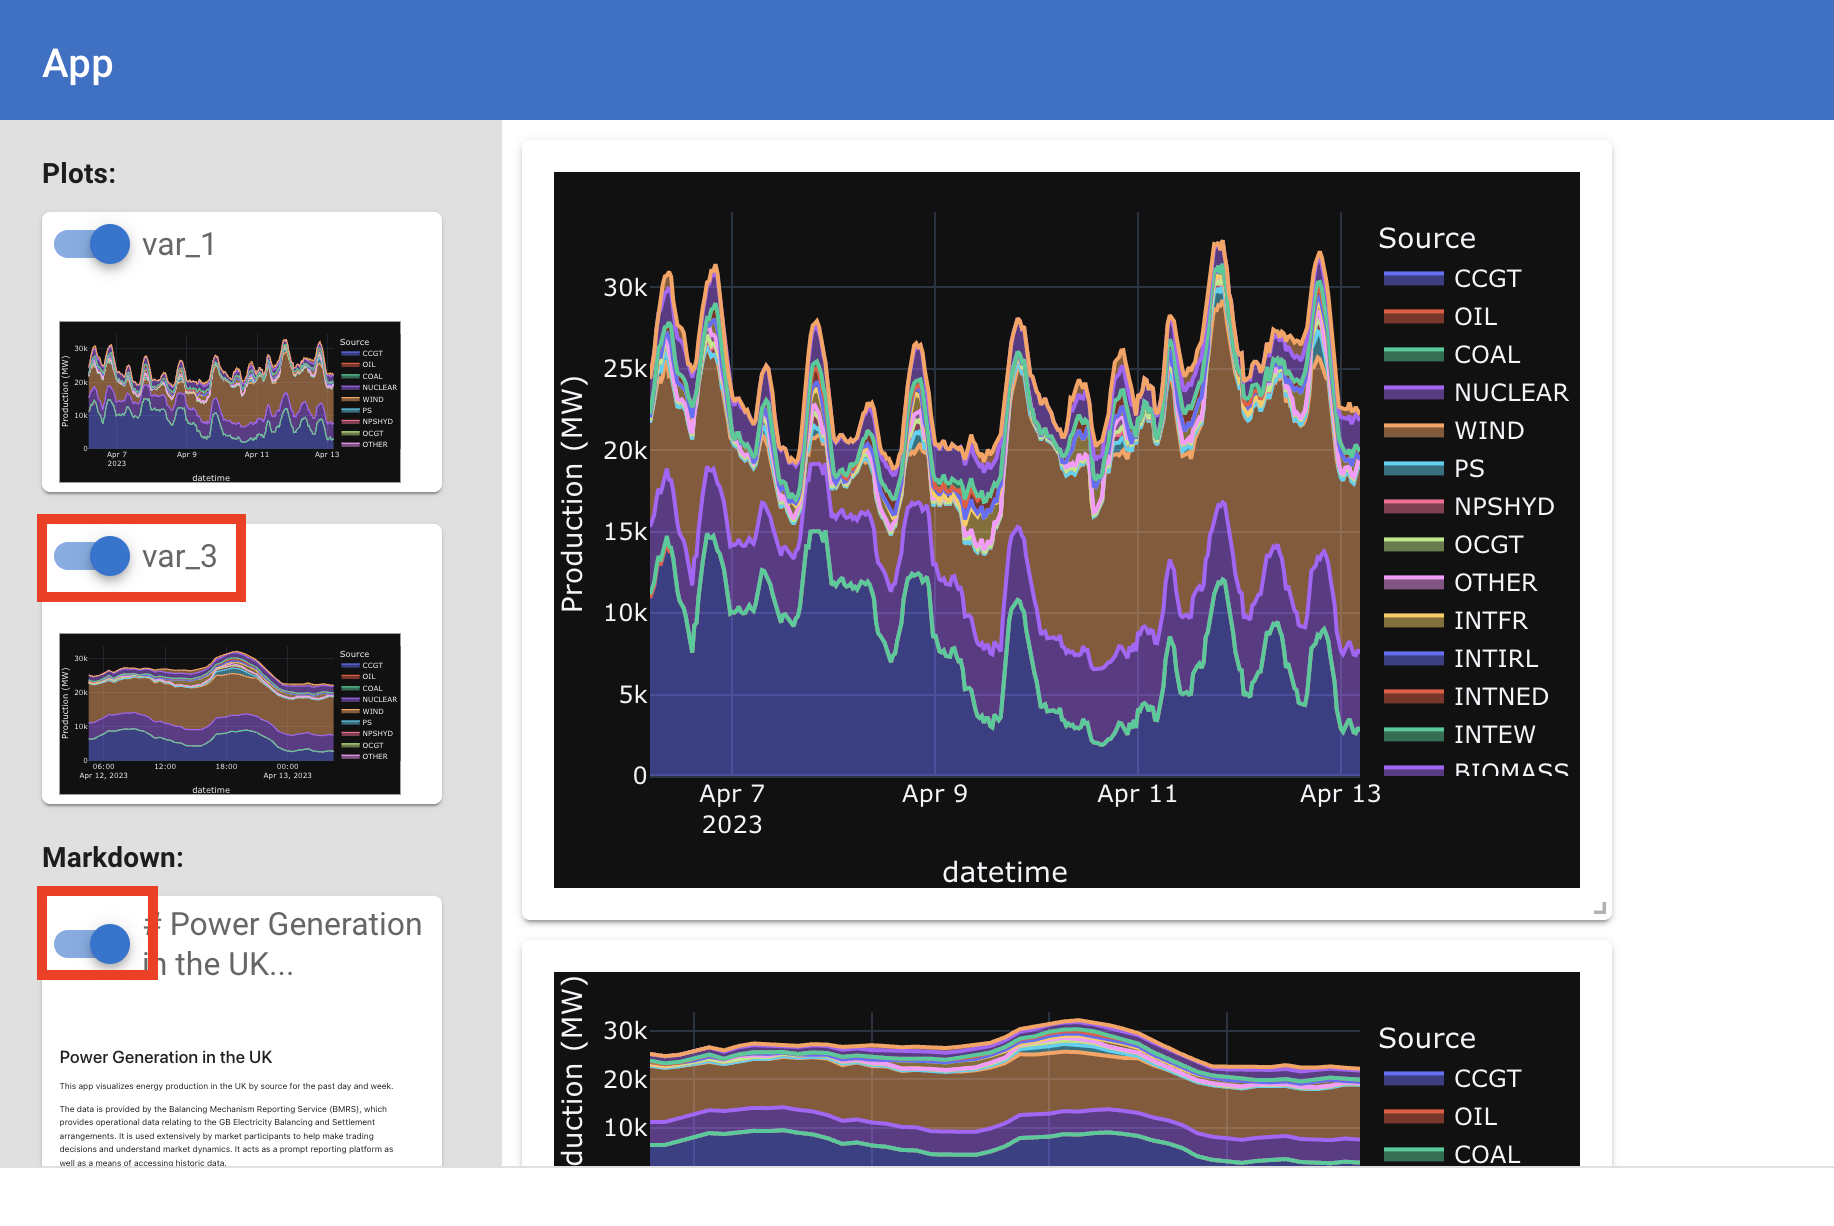 App
Plots:
var_1
Production (MW)
30k
20k
10k
0
Apr 7
2023
Apr 9
Apr 11
Apr 13
datetime
Source
CCGT
OIL
COAL
NUCLEAR
WIND
PS
NPSHYD
OCGT
OTHER
var_3
Production (MW)
30k
20k
10k
0
06:00
Apr 12, 2023
12:00
18:00
00:00
Apr 13, 2023
datetime
Source
CCGT
OIL
COAL
NUCLEAR
WIND
PS
NPSHYD
OCGT
OTHER
Markdown:
# Power Generation
in the UK...
Power Generation in the UK
This app visualizes energy production in the UK by source for the past day and week.
The data is provided by the Balancing Mechanism Reporting Service (BMRS), which
provides operational data relating to the GB Electricity Balancing and Settlement
arrangements. It is used extensively by market participants to help make trading
decisions and understand market dynamics. It acts as a prompt reporting platform as
well as a means of accessing historic data.
Production (MW)
30k
25k
20k
15k
10k
5k
0
Apr 7
2023
Apr 9
Apr 11
Apr 13
datetime
Source
CCGT
OIL
COAL
NUCLEAR
WIND
PS
NPSHYD
OCGT
OTHER
INTFR
INTIRL
INTNED
INTEW
BIOMASS
duction (MW)
30k
20k
10k
Source
CCGT
OIL
COAL